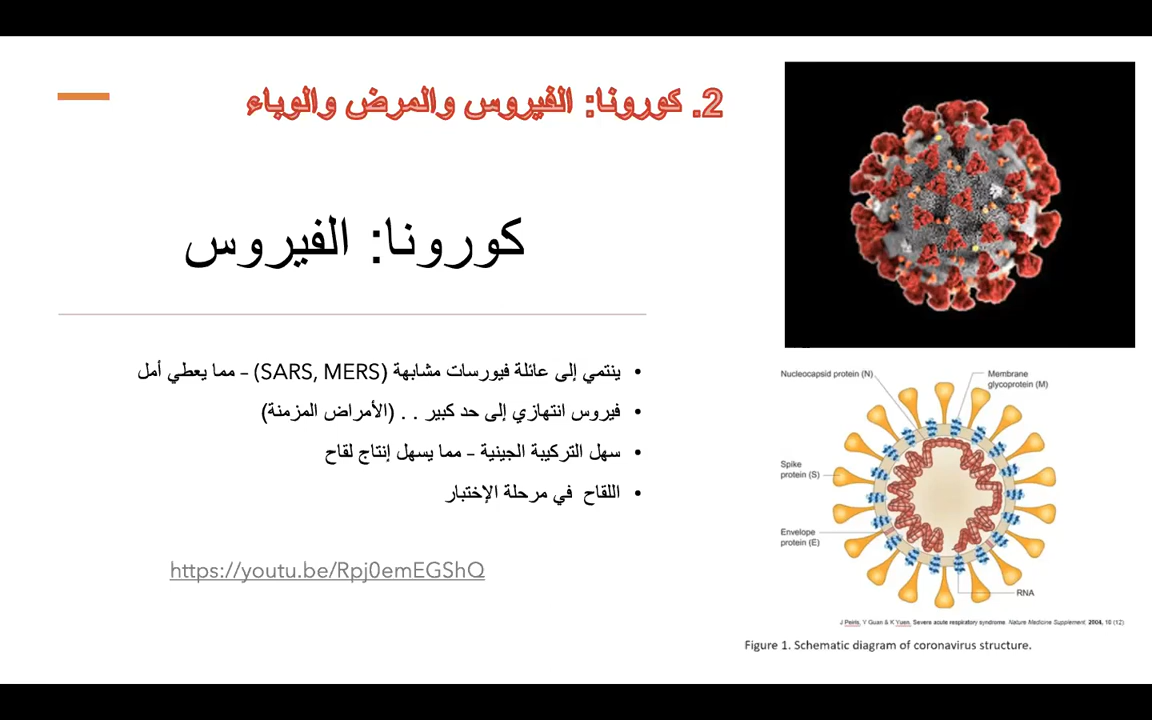 2. كورونا: الفيروس والمرض والوباء
كورونا: الفيروس
• ينتمي إلى عائلة فيورسات مشابهة (SARS, MERS) – مما يعطي أمل
• فيروس انتهازي إلى حد كبير . . (الأمراض المزمنة)
• سهل التركيبة الجينية – مما يسهل إنتاج لقاح
• اللقاح في مرحلة الإختبار
https://youtu.be/Rpj0emEGShQ
Nucleocapsid protein (N)
Membrane
glycoprotein (M)
Spike
protein (S)
Envelope
protein (E)
RNA
J Peiris, Y Guan & K Yuen, Severe acute respiratory syndrome. Nature Medicine Supplement, 2004, 10 (12)
Figure 1. Schematic diagram of coronavirus structure.